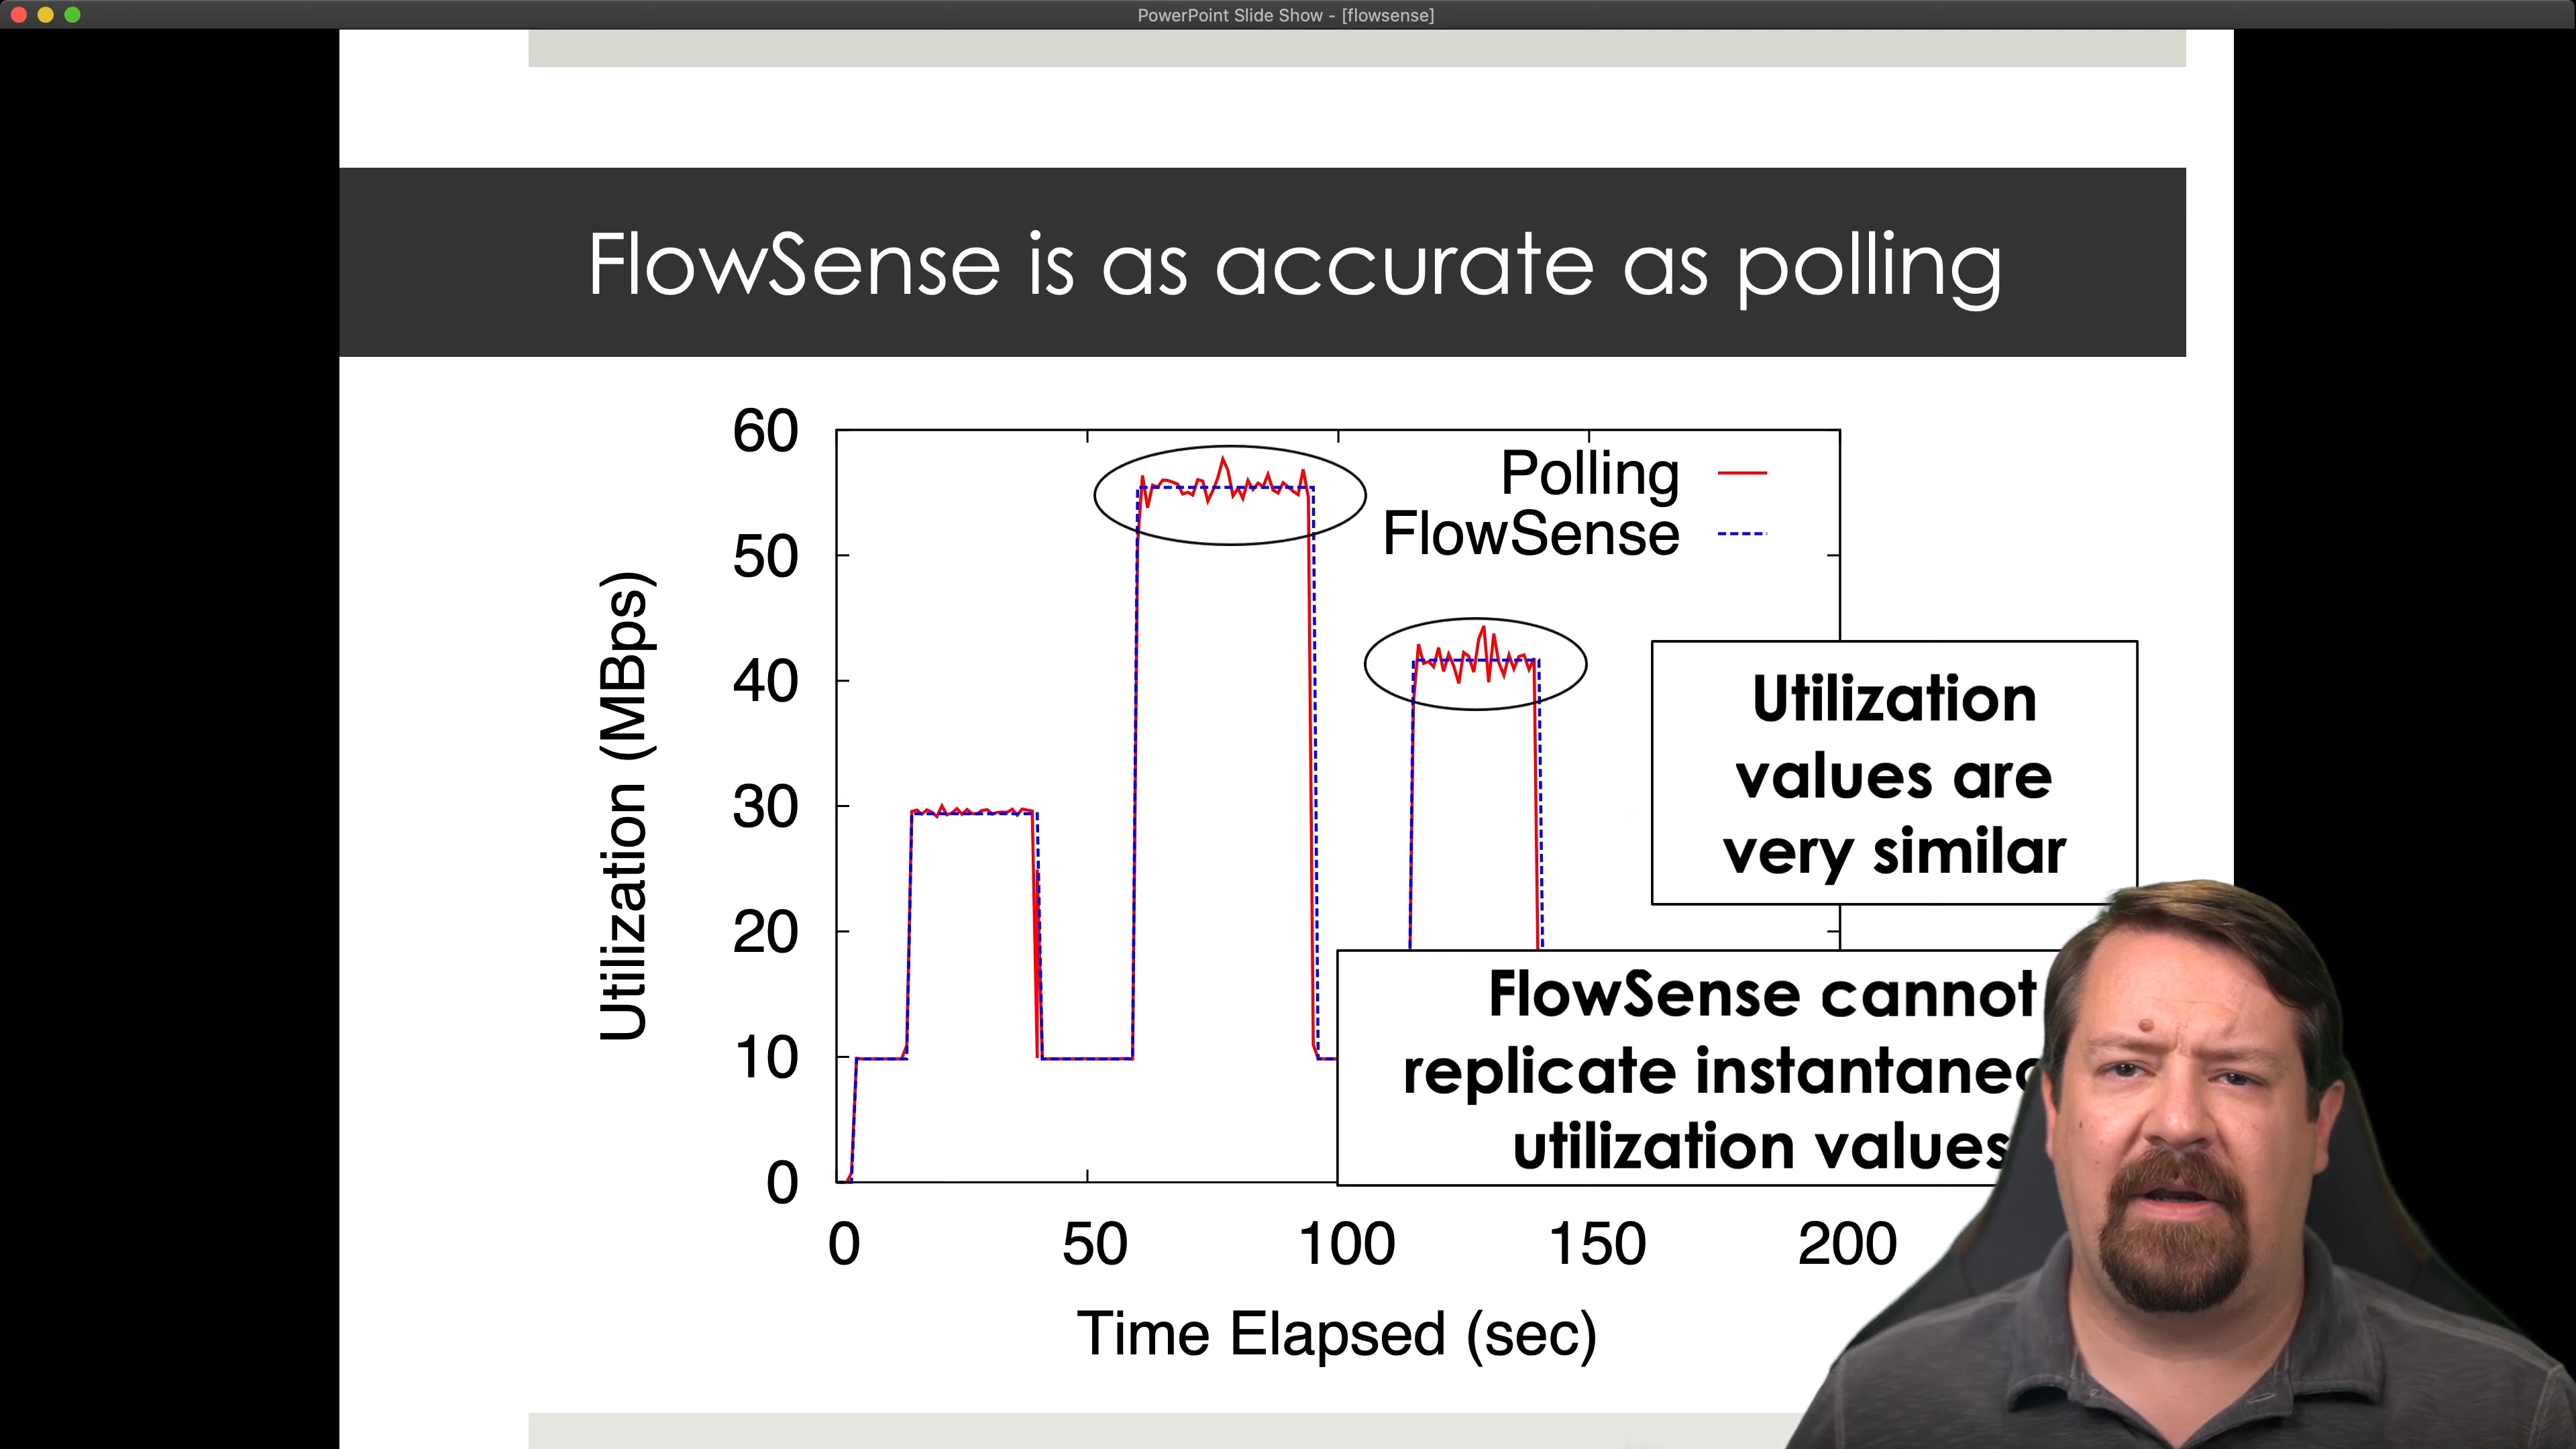 PowerPoint Slide Show - [flowsense]
FlowSense is as accurate as polling
60
50
40
30
20
10
0
Utilization (MBps)
Polling
FlowSense
Utilization
values are
very similar
FlowSense cannot
replicate
utilization values
0 50 100 150 200
Time Elapsed (sec)